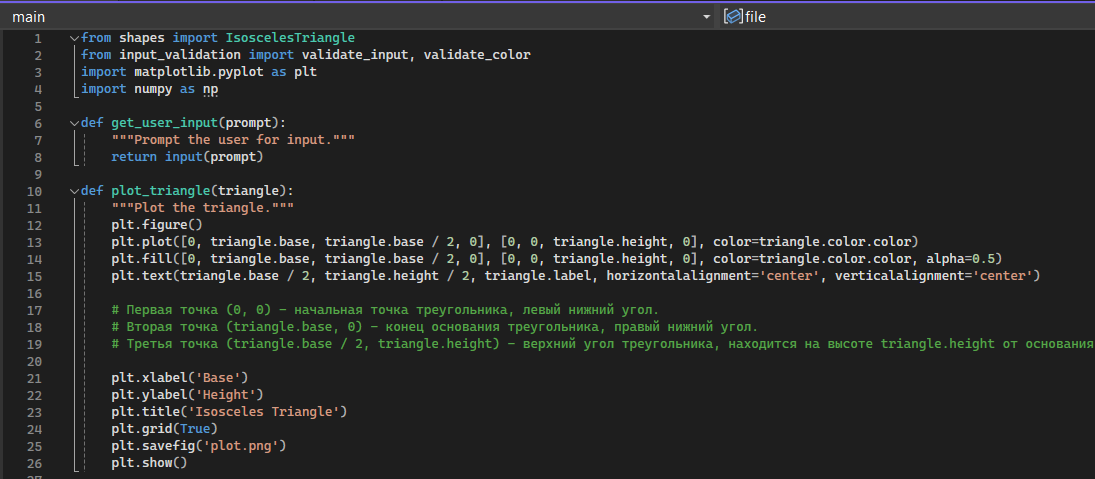 main
file
1 from shapes import IsoscelesTriangle
2 from input_validation import validate_input, validate_color
3 import matplotlib.pyplot as plt
4 import numpy as np
5
6 def get_user_input(prompt):
7     """Prompt the user for input."""
8     return input(prompt)
9
10 def plot_triangle(triangle):
11     """Plot the triangle."""
12     plt.figure()
13     plt.plot([0, triangle.base, triangle.base / 2, 0], [0, 0, triangle.height, 0], color=triangle.color.color)
14     plt.fill([0, triangle.base, triangle.base / 2, 0], [0, 0, triangle.height, 0], color=triangle.color.color, alpha=0.5)
15     plt.text(triangle.base / 2, triangle.height / 2, triangle.label, horizontalalignment='center', verticalalignment='center')
16
17     # Первая точка (0, 0) – начальная точка треугольника, левый нижний угол.
18     # Вторая точка (triangle.base, 0) – конец основания треугольника, правый нижний угол.
19     # Третья точка (triangle.base / 2, triangle.height) – верхний угол треугольника, находится на высоте triangle.height от основания
20
21     plt.xlabel('Base')
22     plt.ylabel('Height')
23     plt.title('Isosceles Triangle')
24     plt.grid(True)
25     plt.savefig('plot.png')
26     plt.show()